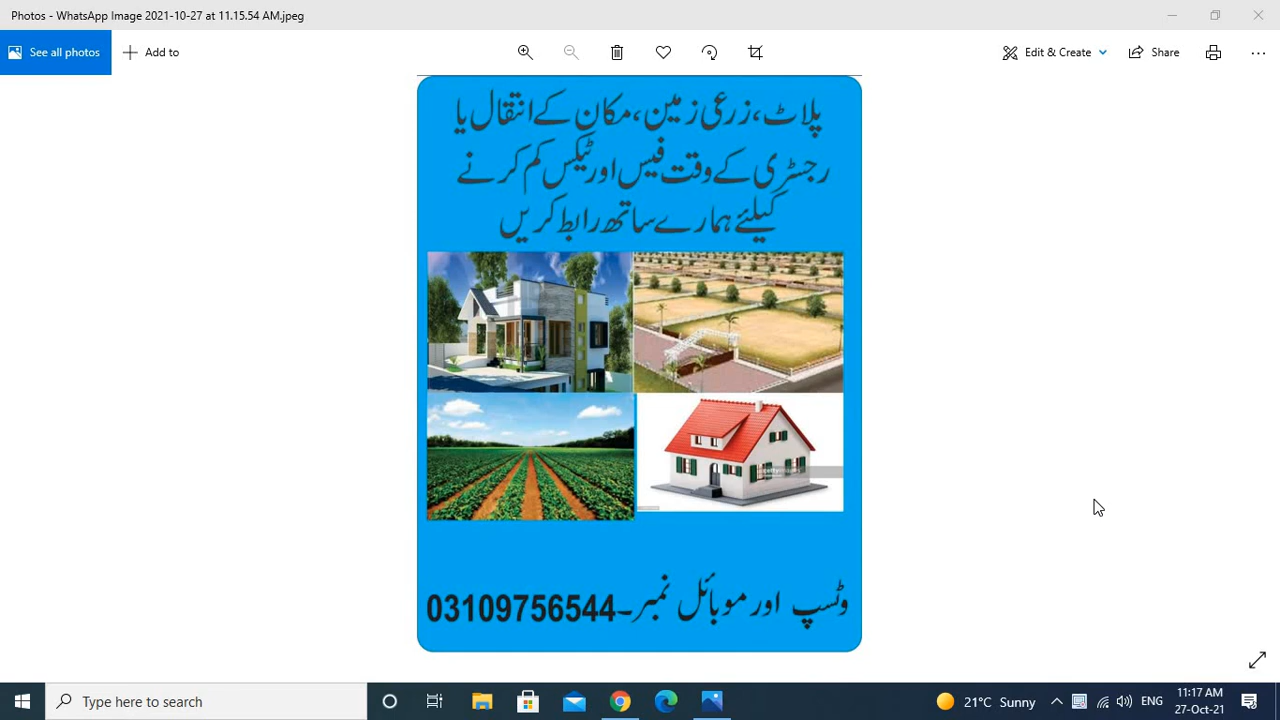 Photos - WhatsApp Image 2021-10-27 at 11.15.54 AM.jpeg
See all photos
Add to
Edit & Create
Share
پلاٹ، زرعی زمین، مکان کے انتقال یا
رجسٹری کے وقت فیس اور ٹیکس کم کرنے
کیلئے ہمارے ساتھ رابط کریں
وٹسپ اور موبائل نمبر۔03109756544
Type here to search
21°C Sunny
ENG
11:17 AM
27-Oct-21